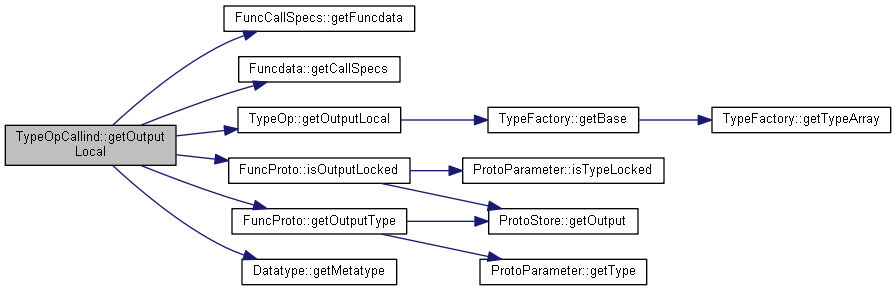 FuncCallSpecs::getFuncdata
Funcdata::getCallSpecs
TypeOpCallind::getOutput
Local
TypeOp::getOutputLocal
TypeFactory::getBase
TypeFactory::getTypeArray
FuncProto::isOutputLocked
ProtoParameter::isTypeLocked
FuncProto::getOutputType
ProtoStore::getOutput
Datatype::getMetatype
ProtoParameter::getType